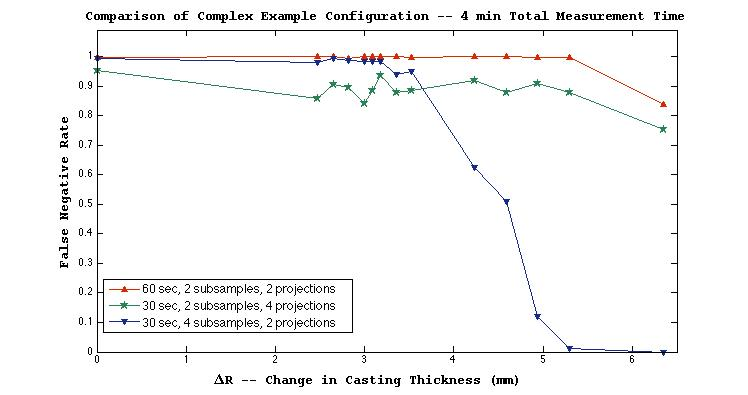 Comparison of Complex Example Configuration -- 4 min Total Measurement Time
False Negative Rate
1
0.9
0.8
0.7
0.6
0.5
0.4
0.3
0.2
0.1
0
60 sec, 2 subsamples, 2 projections
30 sec, 2 subsamples, 4 projections
30 sec, 4 subsamples, 2 projections
0 1 2 3 4 5 6
ΔR -- Change in Casting Thickness (mm)